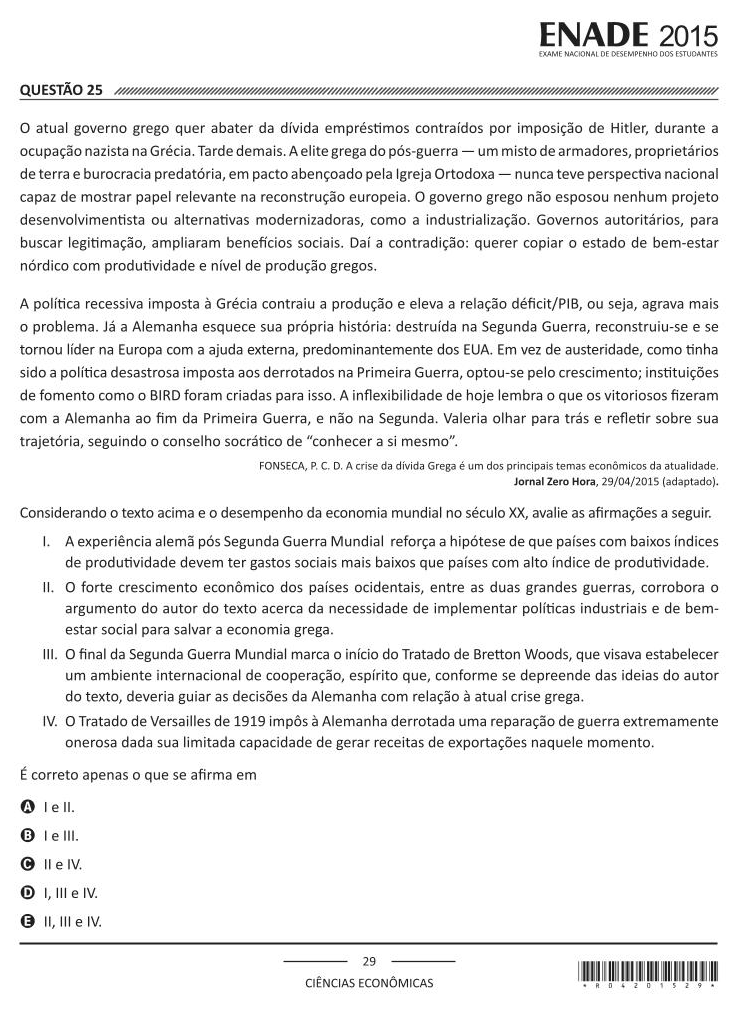 ENADE 2015
EXAME NACIONAL DE DESEMPENHO DOS ESTUDANTES
QUESTÃO 25
O atual governo grego quer abater da dívida empréstimos contraídos por imposição de Hitler, durante a
ocupação nazista na Grécia. Tarde demais. A elite grega do pós-guerra — um misto de armadores, proprietários
de terra e burocracia predatória, em pacto abençoado pela Igreja Ortodoxa — nunca teve perspectiva nacional
capaz de mostrar papel relevante na reconstrução europeia. O governo grego não esposou nenhum projeto
desenvolvimentista ou alternativas modernizadoras, como a industrialização. Governos autoritários, para
buscar legitimação, ampliaram benefícios sociais. Daí a contradição: querer copiar o estado de bem-estar
nórdico com produtividade e nível de produção gregos.
A política recessiva imposta à Grécia contraiu a produção e eleva a relação déficit/PIB, ou seja, agrava mais
o problema. Já a Alemanha esquece sua própria história: destruída na Segunda Guerra, reconstruiu-se e se
tornou líder na Europa com a ajuda externa, predominantemente dos EUA. Em vez de austeridade, como tinha
sido a política desastrosa imposta aos derrotados na Primeira Guerra, optou-se pelo crescimento; instituições
de fomento como o BIRD foram criadas para isso. A inflexibilidade de hoje lembra o que os vitoriosos fizeram
com a Alemanha ao fim da Primeira Guerra, e não na Segunda. Valeria olhar para trás e refletir sobre sua
trajetória, seguindo o conselho socrático de “conhecer a si mesmo”.
FONSECA, P. C. D. A crise da dívida Grega é um dos principais temas econômicos da atualidade.
Jornal Zero Hora, 29/04/2015 (adaptado).
Considerando o texto acima e o desempenho da economia mundial no século XX, avalie as afirmações a seguir.
I. A experiência alemã pós Segunda Guerra Mundial reforça a hipótese de que países com baixos índices
de produtividade devem ter gastos sociais mais baixos que países com alto índice de produtividade.
II. O forte crescimento econômico dos países ocidentais, entre as duas grandes guerras, corrobora o
argumento do autor do texto acerca da necessidade de implementar políticas industriais e de bem-
estar social para salvar a economia grega.
III. O final da Segunda Guerra Mundial marca o início do Tratado de Bretton Woods, que visava estabelecer
um ambiente internacional de cooperação, espírito que, conforme se depreende das ideias do autor
do texto, deveria guiar as decisões da Alemanha com relação à atual crise grega.
IV. O Tratado de Versailles de 1919 impôs à Alemanha derrotada uma reparação de guerra extremamente
onerosa dada sua limitada capacidade de gerar receitas de exportações naquele momento.
É correto apenas o que se afirma em
A I e II.
B I e III.
C II e IV.
D I, III e IV.
E II, III e IV.
29
CIÊNCIAS ECONÔMICAS
*R04201529*